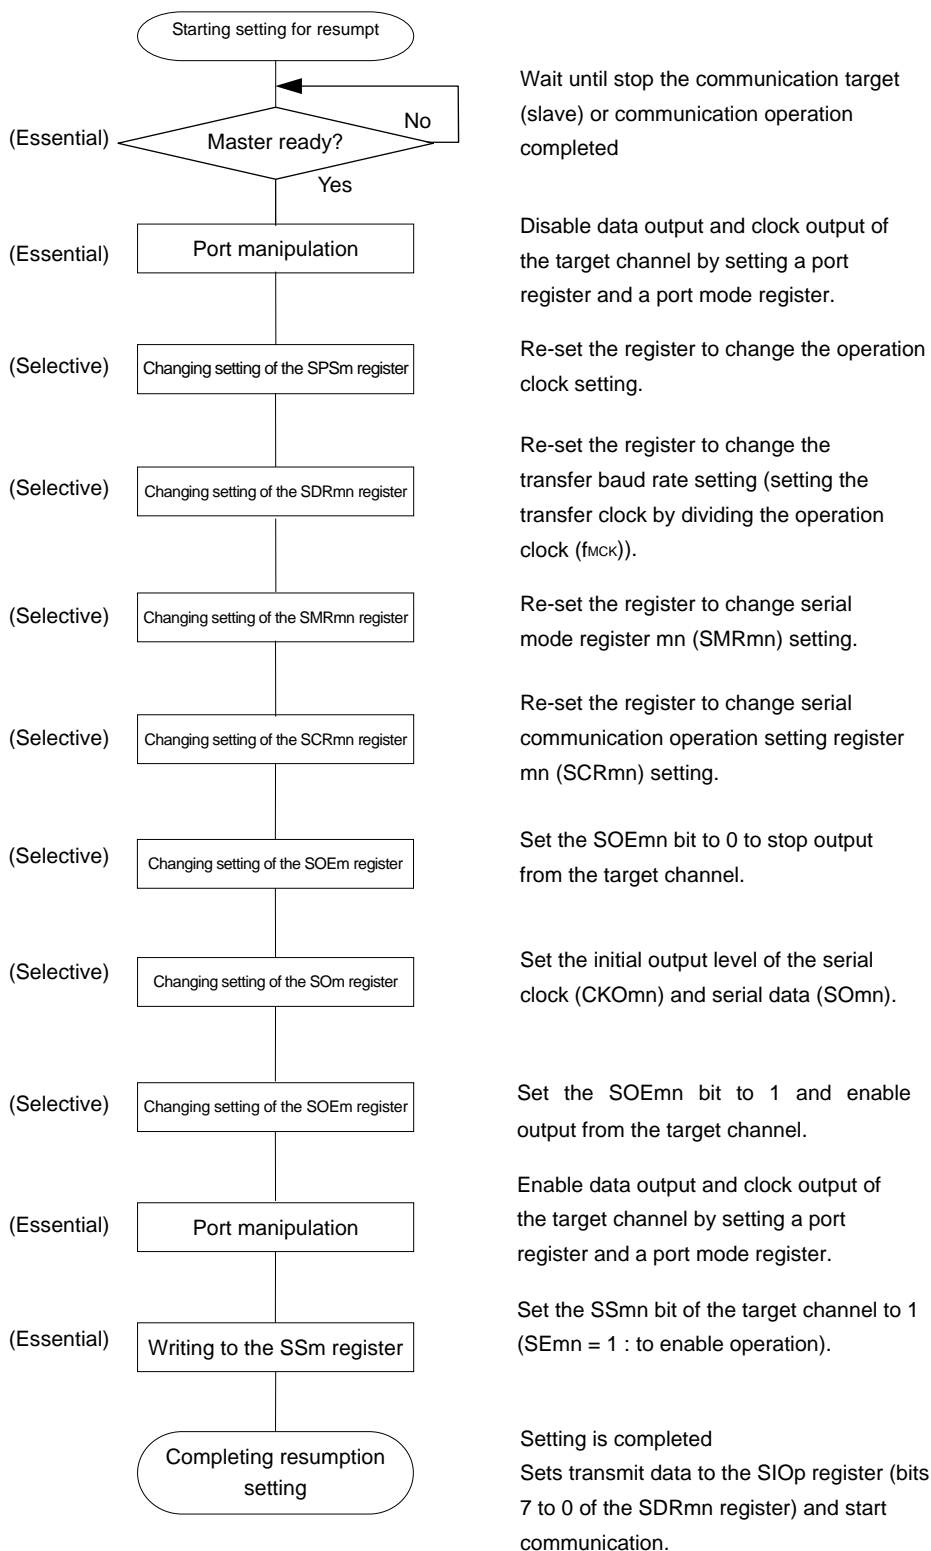 Starting setting for resumpt
Wait until stop the communication target
(slave) or communication operation
completed
(Essential)
Master ready?
No
Yes
(Essential)
Port manipulation
Disable data output and clock output of
the target channel by setting a port
register and a port mode register.
(Selective)
Changing setting of the SPSm register
Re-set the register to change the operation
clock setting.
(Selective)
Changing setting of the SDRmn register
Re-set the register to change the
transfer baud rate setting (setting the
transfer clock by dividing the operation
clock (fMCK)).
(Selective)
Changing setting of the SMRmn register
Re-set the register to change serial
mode register mn (SMRmn) setting.
(Selective)
Changing setting of the SCRmn register
Re-set the register to change serial
communication operation setting register
mn (SCRmn) setting.
(Selective)
Changing setting of the SOEm register
Set the SOEmn bit to 0 to stop output
from the target channel.
(Selective)
Changing setting of the SOm register
Set the initial output level of the serial
clock (CKOmn) and serial data (SOmn).
(Selective)
Changing setting of the SOEm register
Set the SOEmn bit to 1 and enable
output from the target channel.
(Essential)
Port manipulation
Enable data output and clock output of
the target channel by setting a port
register and a port mode register.
(Essential)
Writing to the SSm register
Set the SSmn bit of the target channel to 1
(SEmn = 1 : to enable operation).
Completing resumption
setting
Setting is completed
Sets transmit data to the SIOp register (bits
7 to 0 of the SDRmn register) and start
communication.